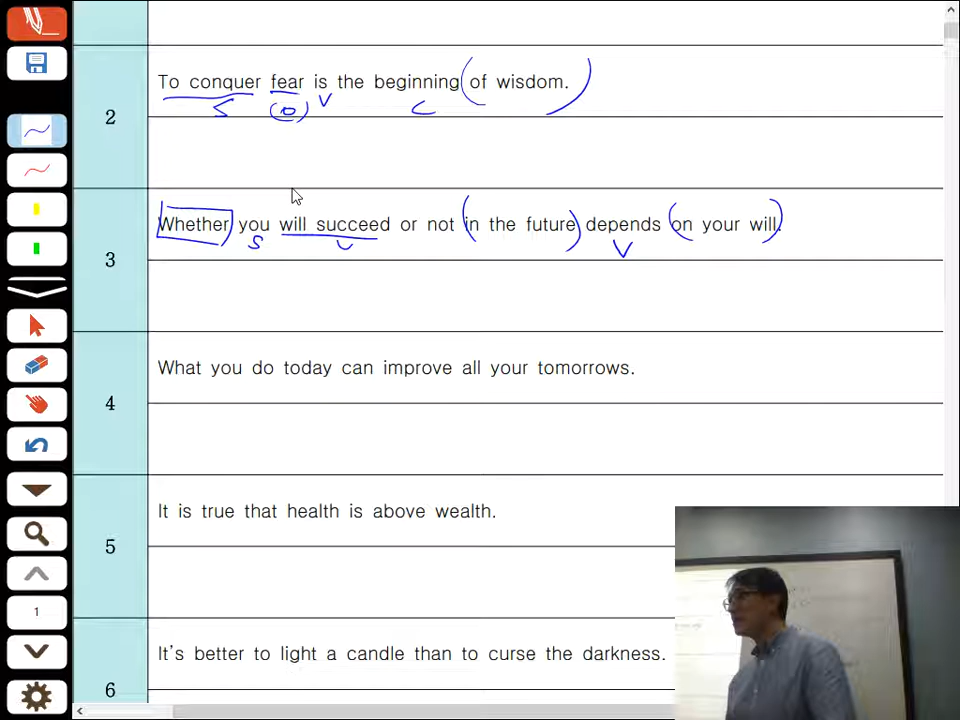 2
To conquer fear is the beginning (of wisdom.)
S (o) V C
3
Whether you will succeed or not (in the future) depends (on your will.)
S V V
4
What you do today can improve all your tomorrows.
5
It is true that health is above wealth.
6
It's better to light a candle than to curse the darkness.
1